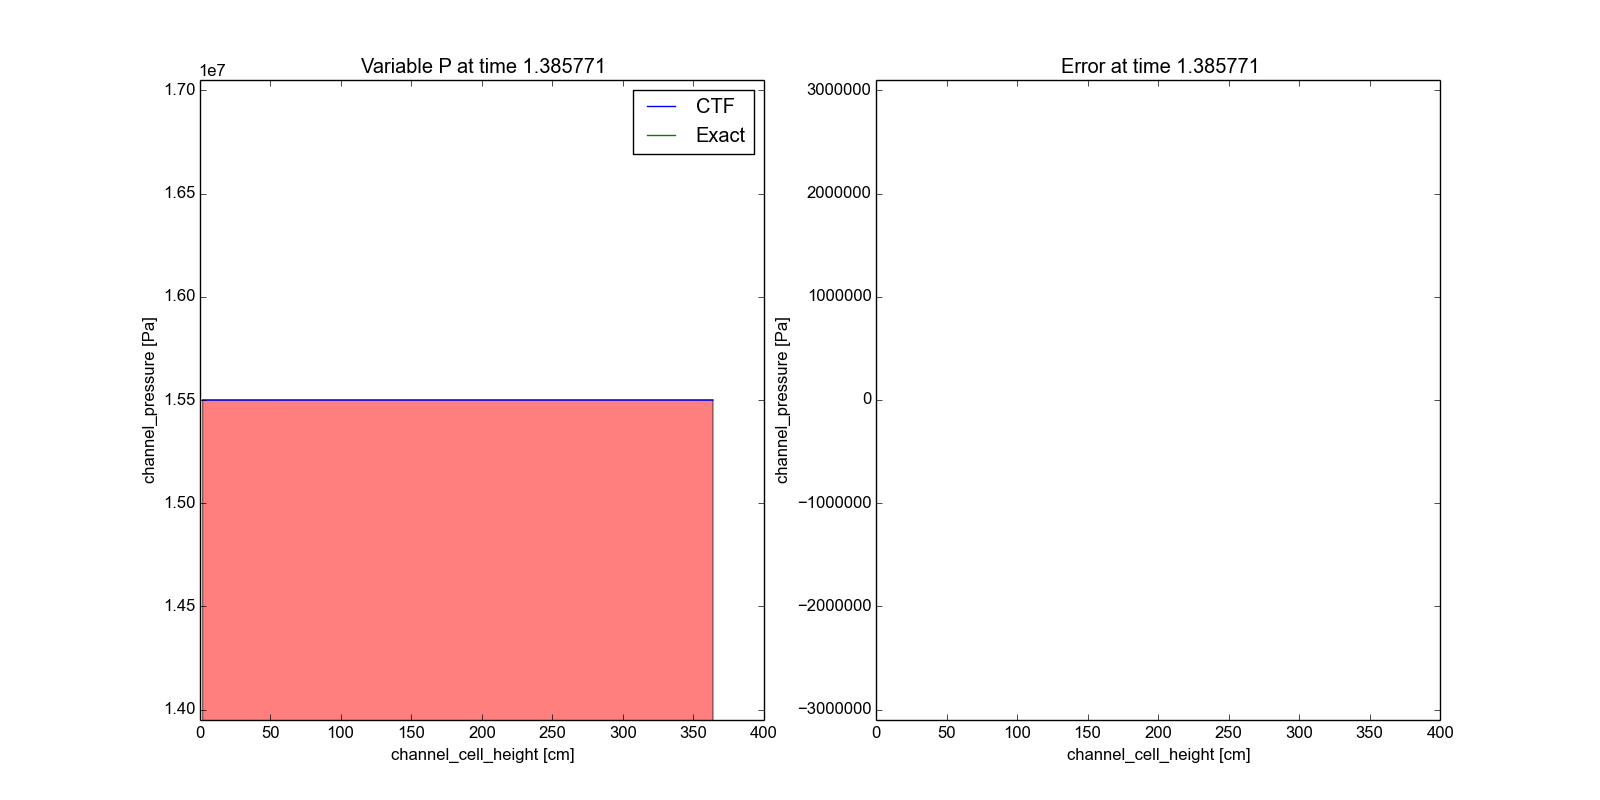 Variable P at time 1.385771
1e7
1.70
1.65
1.60
1.55
1.50
1.45
1.40
channel_pressure [Pa]
CTF
Exact
0 50 100 150 200 250 300 350 400
channel_cell_height [cm]
Error at time 1.385771
3000000
2000000
1000000
0
−1000000
−2000000
−3000000
channel_pressure [Pa]
0 50 100 150 200 250 300 350 400
channel_cell_height [cm]